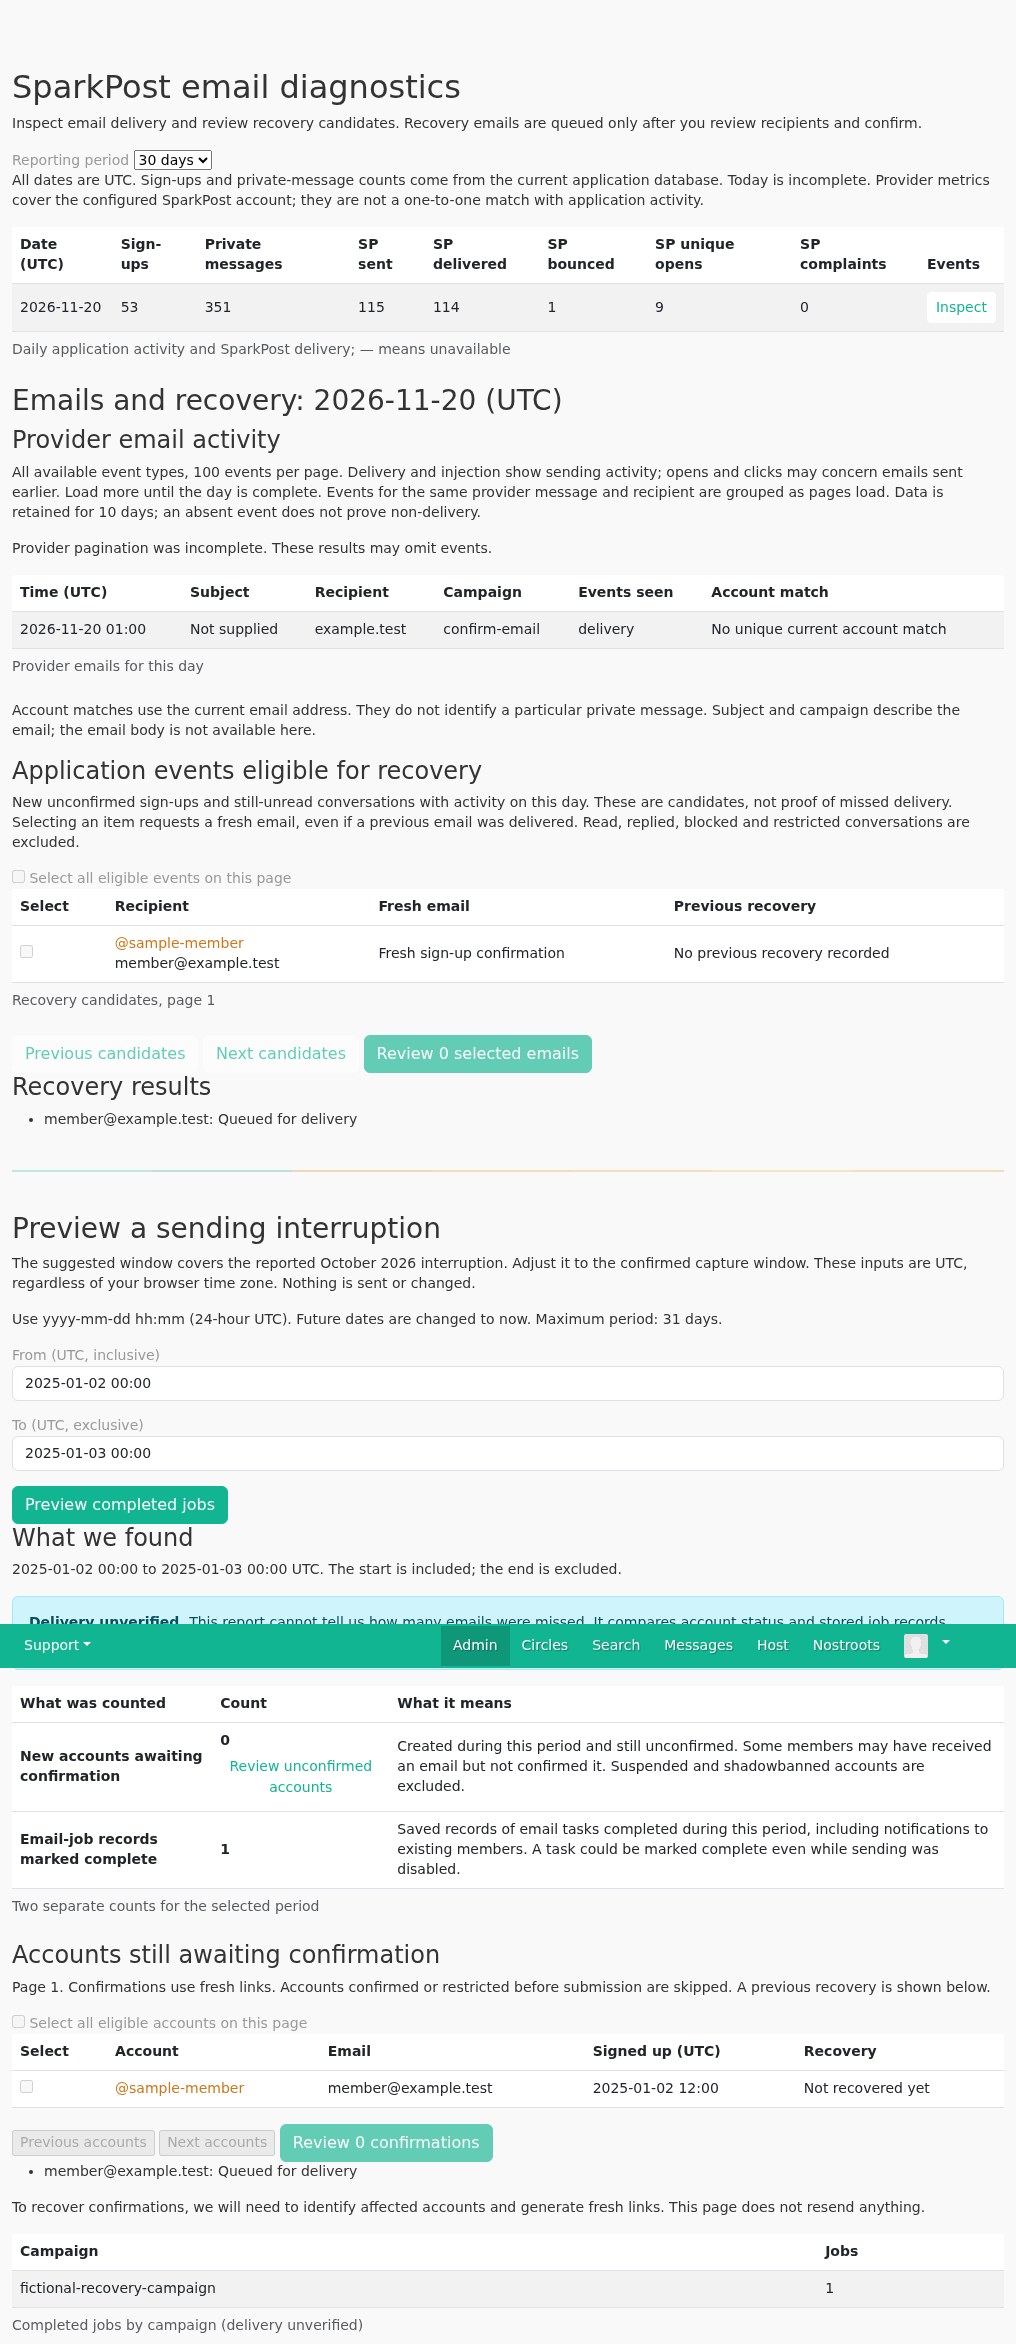 SparkPost email diagnostics
Inspect email delivery and review recovery candidates. Recovery emails are queued only after you review recipients and confirm.
Reporting period 30 days
All dates are UTC. Sign-ups and private-message counts come from the current application database. Today is incomplete. Provider metrics
cover the configured SparkPost account; they are not a one-to-one match with application activity.
Date (UTC) Sign-ups Private messages SP sent SP delivered SP bounced SP unique opens SP complaints Events
2026-11-20 53 351 115 114 1 9 0 Inspect
Daily application activity and SparkPost delivery; — means unavailable
Emails and recovery: 2026-11-20 (UTC)
Provider email activity
All available event types, 100 events per page. Delivery and injection show sending activity; opens and clicks may concern emails sent
earlier. Load more until the day is complete. Events for the same provider message and recipient are grouped as pages load. Data is
retained for 10 days; an absent event does not prove non-delivery.
Provider pagination was incomplete. These results may omit events.
Time (UTC) Subject Recipient Campaign Events seen Account match
2026-11-20 01:00 Not supplied example.test confirm-email delivery No unique current account match
Provider emails for this day
Account matches use the current email address. They do not identify a particular private message. Subject and campaign describe the
email; the email body is not available here.
Application events eligible for recovery
New unconfirmed sign-ups and still-unread conversations with activity on this day. These are candidates, not proof of missed delivery.
Selecting an item requests a fresh email, even if a previous email was delivered. Read, replied, blocked and restricted conversations are
excluded.
Select all eligible events on this page
Select Recipient Fresh email Previous recovery
@sample-member
member@example.test Fresh sign-up confirmation No previous recovery recorded
Recovery candidates, page 1
Previous candidates Next candidates Review 0 selected emails
Recovery results
• member@example.test: Queued for delivery
Preview a sending interruption
The suggested window covers the reported October 2026 interruption. Adjust it to the confirmed capture window. These inputs are UTC,
regardless of your browser time zone. Nothing is sent or changed.
Use yyyy-mm-dd hh:mm (24-hour UTC). Future dates are changed to now. Maximum period: 31 days.
From (UTC, inclusive)
2025-01-02 00:00
To (UTC, exclusive)
2025-01-03 00:00
Preview completed jobs
What we found
2025-01-02 00:00 to 2025-01-03 00:00 UTC. The start is included; the end is excluded.
Delivery unverified. This report cannot tell us how many emails were missed. It compares account status and stored job records.
Support Admin Circles Search Messages Host Nostroots
What was counted Count What it means
New accounts awaiting confirmation 0 Review unconfirmed accounts
Created during this period and still unconfirmed. Some members may have received
an email but not confirmed it. Suspended and shadowbanned accounts are
excluded.
Email-job records marked complete 1
Saved records of email tasks completed during this period, including notifications to
existing members. A task could be marked complete even while sending was
disabled.
Two separate counts for the selected period
Accounts still awaiting confirmation
Page 1. Confirmations use fresh links. Accounts confirmed or restricted before submission are skipped. A previous recovery is shown below.
Select all eligible accounts on this page
Select Account Email Signed up (UTC) Recovery
@sample-member member@example.test 2025-01-02 12:00 Not recovered yet
Previous accounts Next accounts Review 0 confirmations
• member@example.test: Queued for delivery
To recover confirmations, we will need to identify affected accounts and generate fresh links. This page does not resend anything.
Campaign Jobs
fictional-recovery-campaign 1
Completed jobs by campaign (delivery unverified)